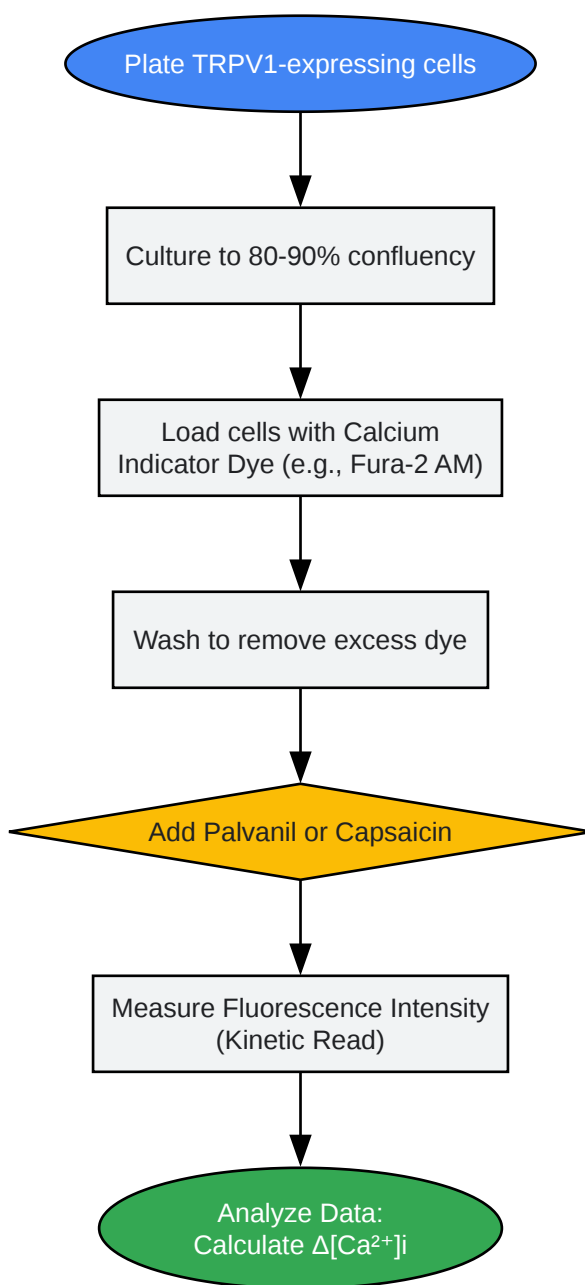 Plate TRPV1-expressing cells
Culture to 80-90% confluency
Load cells with Calcium
Indicator Dye (e.g., Fura-2 AM)
Wash to remove excess dye
Add Palvanil or Capsaicin
Measure Fluorescence Intensity
(Kinetic Read)
Analyze Data:
Calculate Δ[Ca²⁺]i